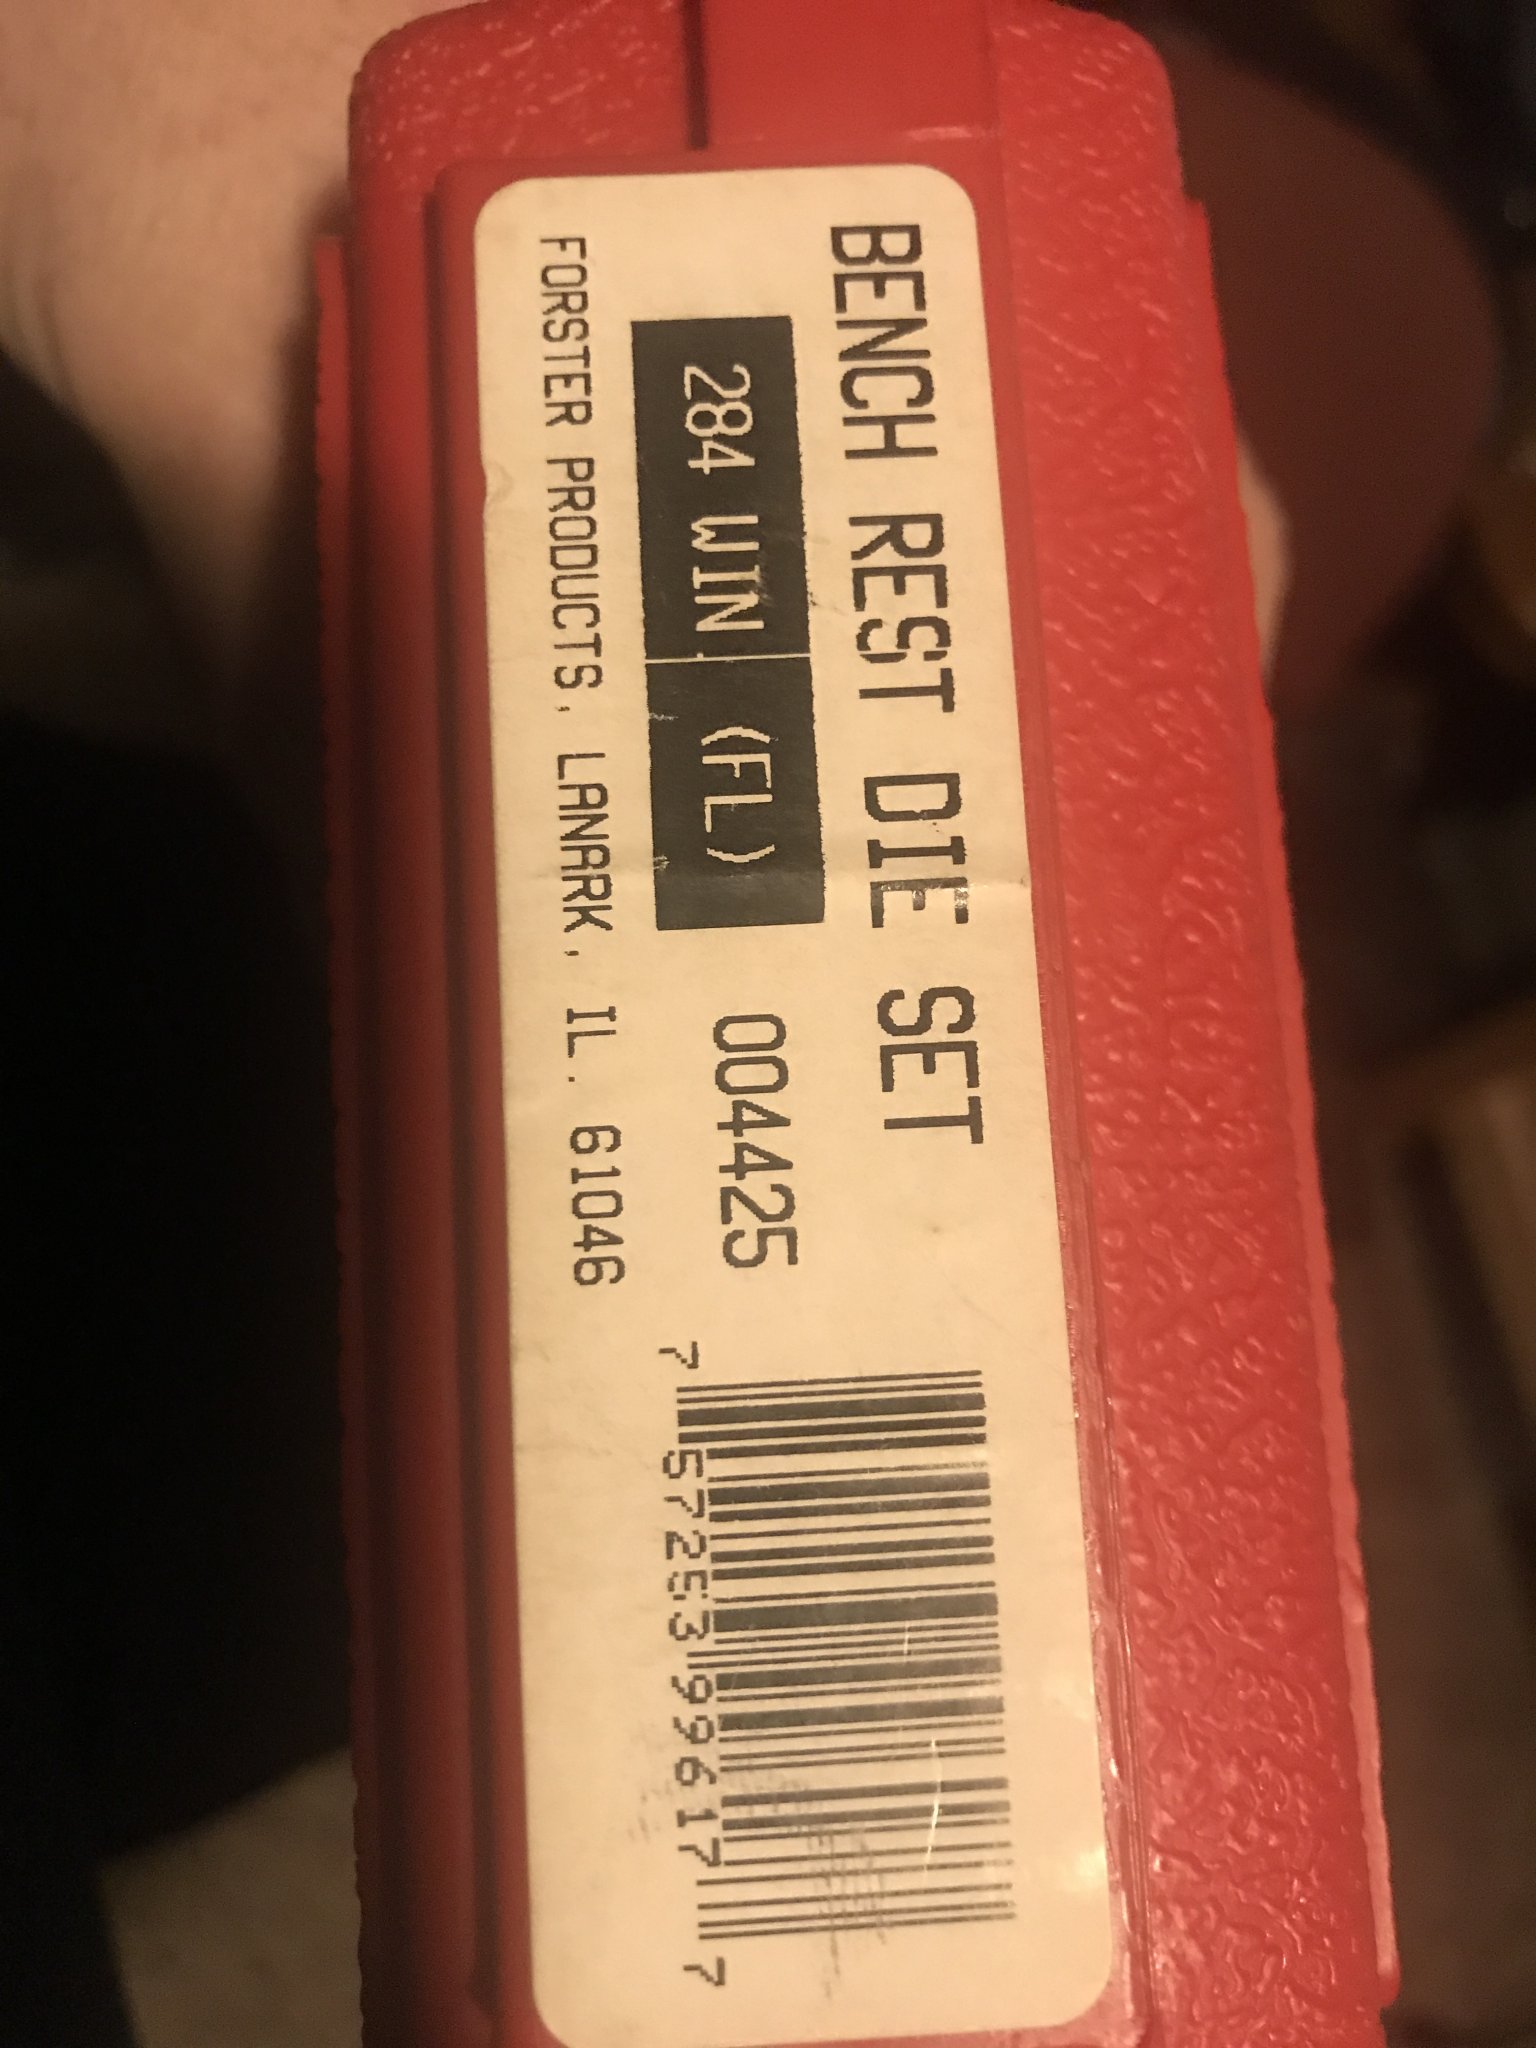 BENCH REST DIE SET
284 WIN. (FL) 004425
FORSTER PRODUCTS, LANARK, IL. 61046
7 57253 99617 7